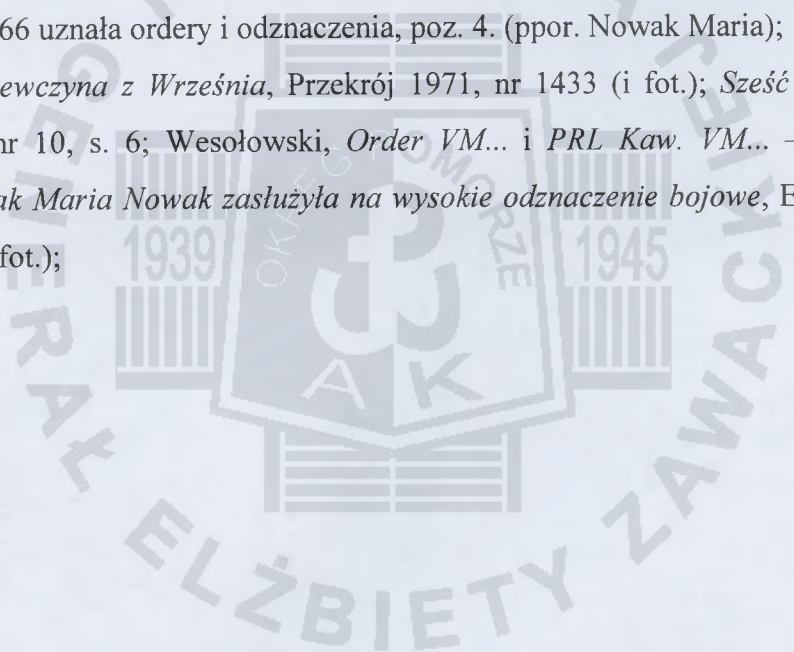 66 uznała ordery i odznaczenia, poz. 4. (ppor. Nowak Maria);
ewczyna z Września, Przekrój 1971, nr 1433 (i fot.); Sześć
nr 10, s. 6; Wesołowski, Order VM... i PRL Kaw. VM... –
ak Maria Nowak zasłużyła na wysokie odznaczenie bojowe, E
fot.);
OKRĘG POMORZE
1939 1945
AK
GENERAŁ ELŻBIETY ZAWACKIEJ